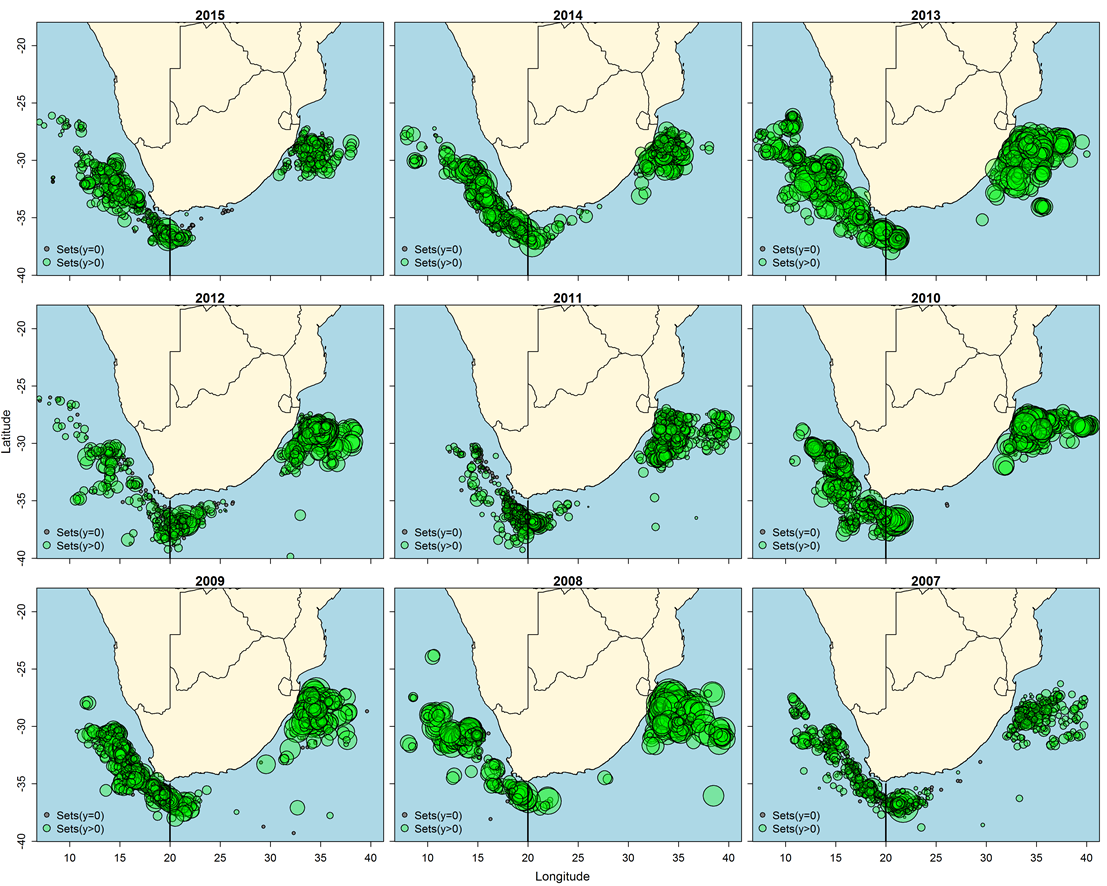 2015 2014 2013
-20
-25
-30
-35
-40
Sets(y=0) Sets(y=0) Sets(y=0)
Sets(y>0) Sets(y>0) Sets(y>0)
2012 2011 2010
-20
-25
-30
-35
-40
Sets(y=0) Sets(y=0) Sets(y=0)
Sets(y>0) Sets(y>0) Sets(y>0)
Latitude
2009 2008 2007
-20
-25
-30
-35
-40
Sets(y=0) Sets(y=0) Sets(y=0)
Sets(y>0) Sets(y>0) Sets(y>0)
10 15 20 25 30 35 40 10 15 20 25 30 35 40 10 15 20 25 30 35 40
Longitude